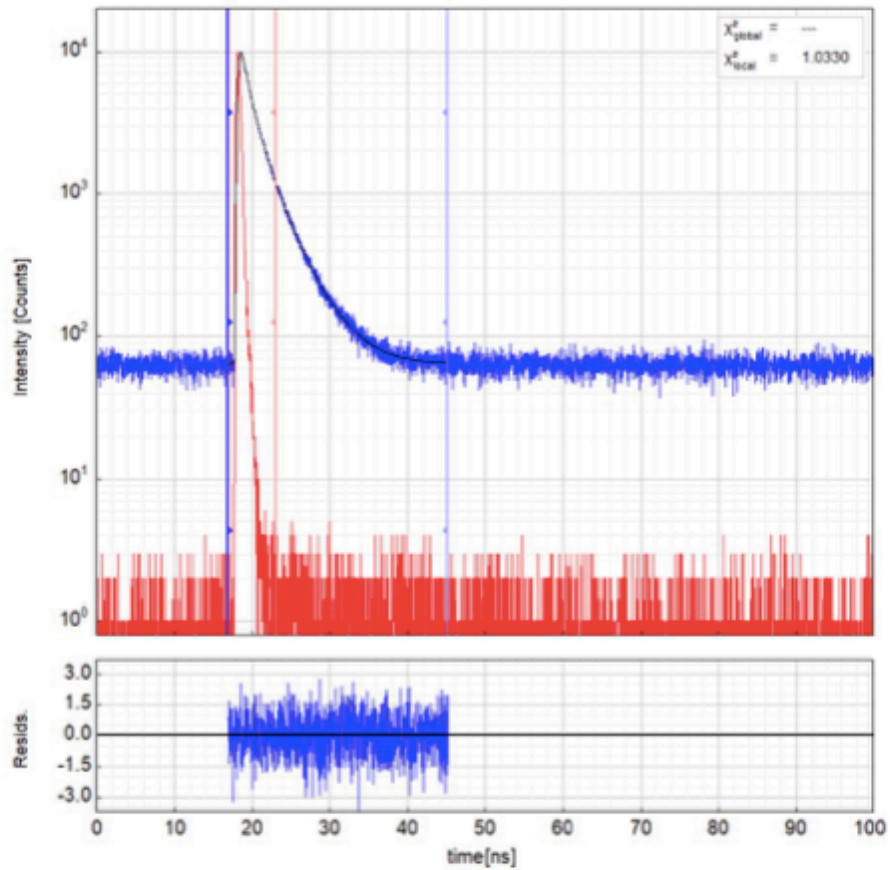 χ²global = ---
χ²local = 1.0330
10⁴
10³
10²
10¹
10⁰
Intensity [Counts]
3.0
1.5
0.0
-1.5
-3.0
Resids.
0 10 20 30 40 50 60 70 80 90 100
time[ns]